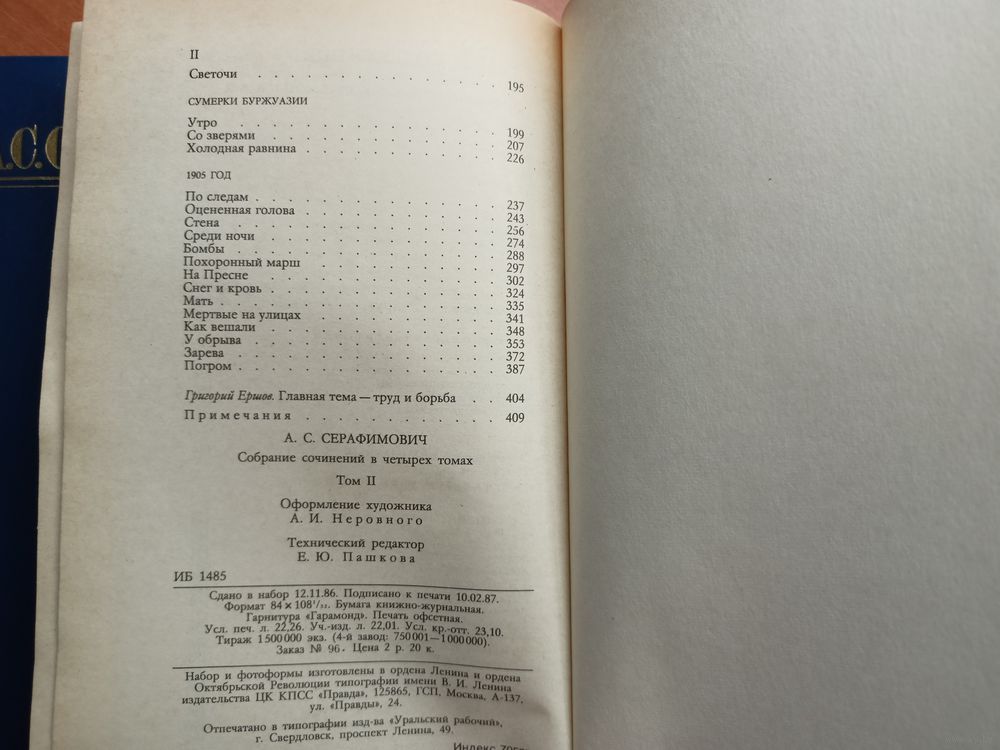 А.С.С
II
Светочи . . . . . . . . . . . . . 195
СУМЕРКИ БУРЖУАЗИИ
Утро . . . . . . . . . . . . . 199
Со зверями . . . . . . . . . . . . . 207
Холодная равнина . . . . . . . . . . . 226
1905 ГОД
По следам . . . . . . . . . . . . . 237
Оцененная голова . . . . . . . . . . . 243
Стена . . . . . . . . . . . . . 256
Среди ночи . . . . . . . . . . . . . 274
Бомбы . . . . . . . . . . . . . 288
Похоронный марш . . . . . . . . . . . 297
На Пресне . . . . . . . . . . . . . 302
Снег и кровь . . . . . . . . . . . . . 324
Мать . . . . . . . . . . . . . 335
Мертвые на улицах . . . . . . . . . . . 341
Как вешали . . . . . . . . . . . . . 348
У обрыва . . . . . . . . . . . . . 353
Зарева . . . . . . . . . . . . . 372
Погром . . . . . . . . . . . . . 387
Григорий Ершов. Главная тема — труд и борьба . . 404
Примечания . . . . . . . . . . . 409
А. С. СЕРАФИМОВИЧ
Собрание сочинений в четырех томах
Том II
Оформление художника
А. И. Неровного
Технический редактор
Е. Ю. Пашкова
ИБ 1485
Сдано в набор 12.11.86. Подписано к печати 10.02.87.
Формат 84 × 108¹/₃₂. Бумага книжно-журнальная.
Гарнитура «Гарамонд». Печать офсетная.
Усл. печ. л. 22,26. Уч.-изд. л. 22,01. Усл. кр.-отт. 23,10.
Тираж 1 500 000 экз. (4-й завод: 750 001—1 000 000).
Заказ № 96. Цена 2 р. 20 к.
Набор и фотоформы изготовлены в ордена Ленина и ордена
Октябрьской Революции типографии имени В. И. Ленина
издательства ЦК КПСС «Правда», 125865, ГСП, Москва, А-137,
ул. «Правды», 24.
Отпечатано в типографии изд-ва «Уральский рабочий»,
г. Свердловск, проспект Ленина, 49.
Индекс